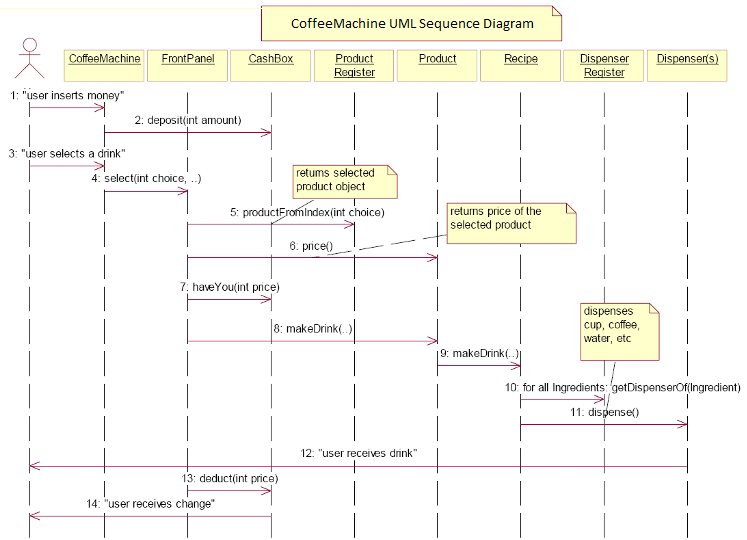 CoffeeMachine UML Sequence Diagram
CoffeeMachine
FrontPanel
CashBox
Product
Register
Product
Recipe
Dispenser
Register
Dispenser(s)
1: "user inserts money"
2: deposit(int amount)
3: "user selects a drink"
4: select(int choice, ..)
returns selected
product object
5: productFromIndex(int choice)
returns price of the
selected product
6: price()
7: haveYou(int price)
dispenses
cup, coffee,
water, etc
8: makeDrink(..)
9: makeDrink(..)
10: for all Ingredients: getDispenserOf(Ingredient)
11: dispense()
12: "user receives drink"
13: deduct(int price)
14: "user receives change"